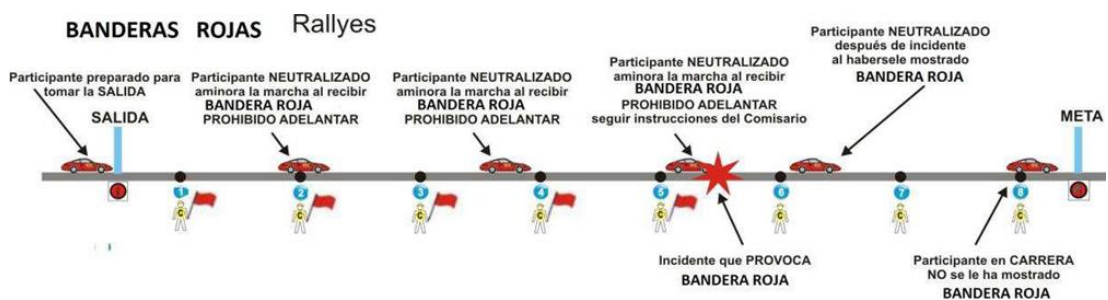 BANDERAS ROJAS Rallyes
Participante preparado para
tomar la SALIDA
SALIDA
Participante NEUTRALIZADO
aminora la marcha al recibir
BANDERA ROJA
PROHIBIDO ADELANTAR
Participante NEUTRALIZADO
aminora la marcha al recibir
BANDERA ROJA
PROHIBIDO ADELANTAR
Participante NEUTRALIZADO
aminora la marcha al recibir
BANDERA ROJA
PROHIBIDO ADELANTAR
seguir instrucciones del Comisario
Participante NEUTRALIZADO
después de incidente
al habersele mostrado
BANDERA ROJA
META
1 2 3 4 5 6 7 8
C C C C C C C C
Incidente que PROVOCA
BANDERA ROJA
Participante en CARRERA
NO se le ha mostrado
BANDERA ROJA